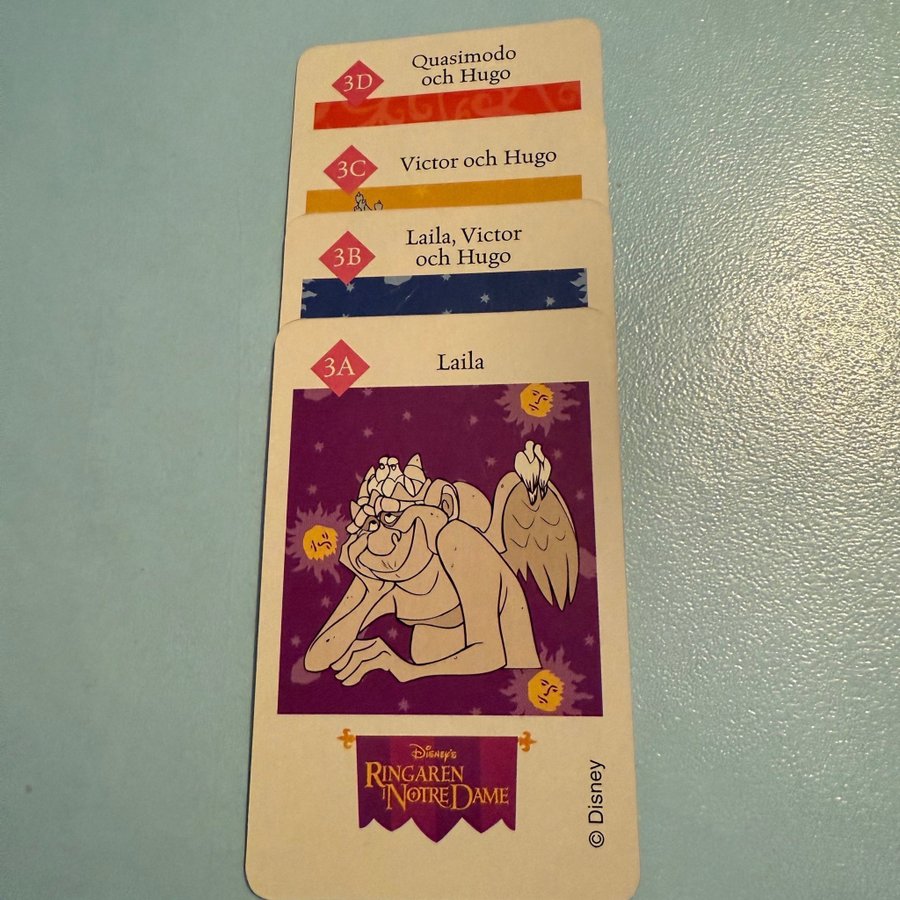 3D
Quasimodo
och Hugo
3C
Victor och Hugo
3B
Laila, Victor
och Hugo
3A
Laila
Disney's
RINGAREN
I NOTRE DAME
© Disney